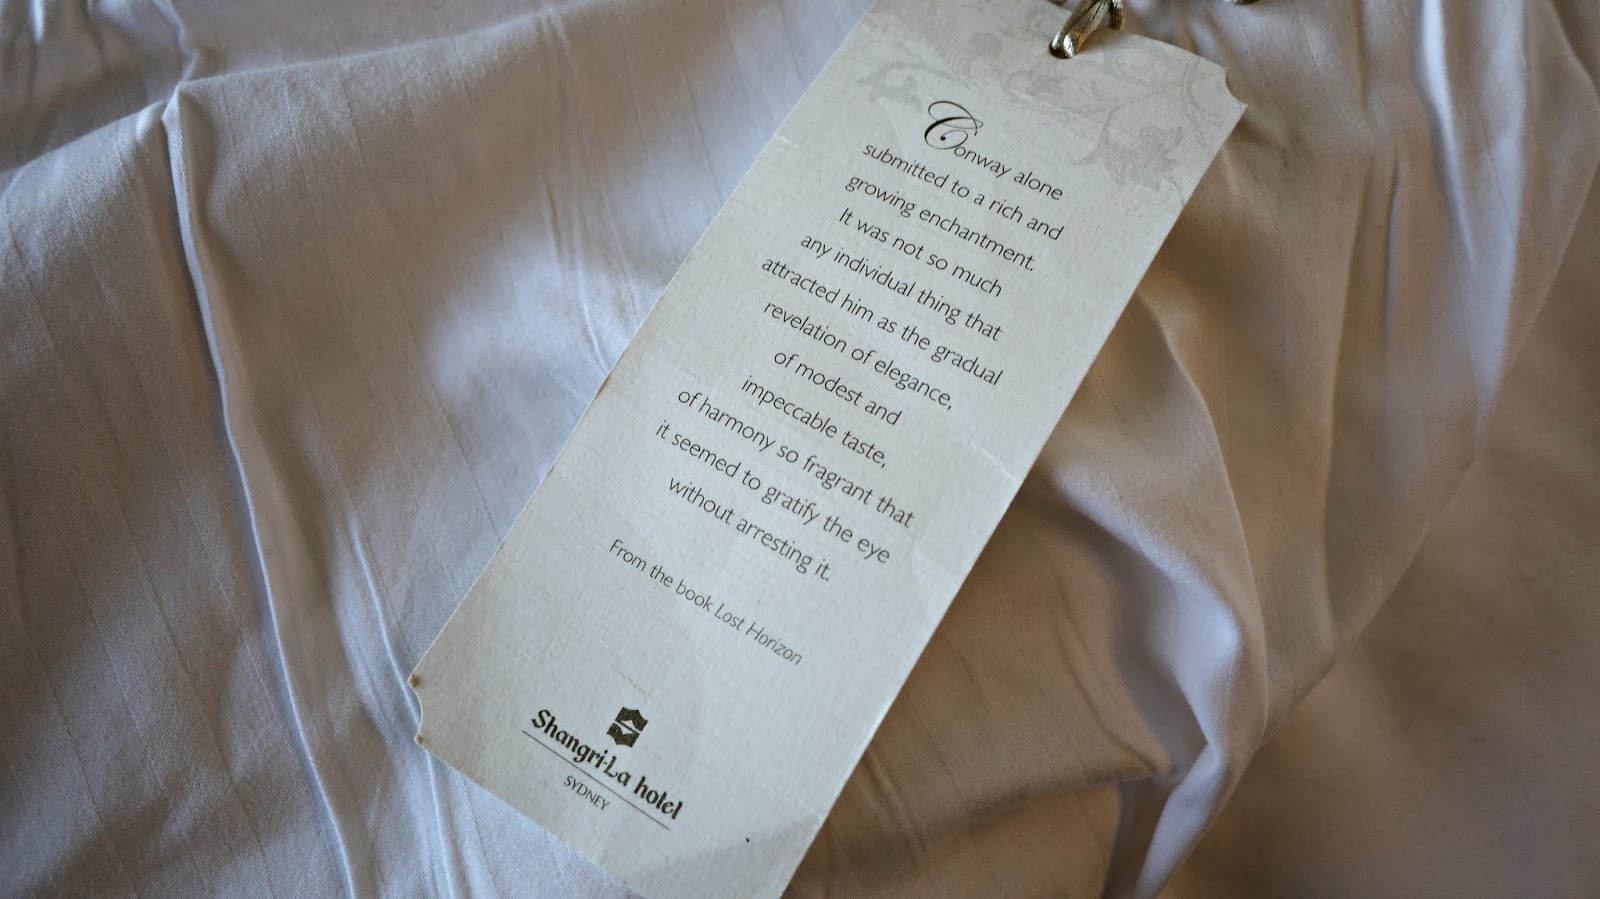 Conway alone
submitted to a rich and
growing enchantment.
It was not so much
any individual thing that
attracted him as the gradual
revelation of elegance,
of modest and
impeccable taste,
of harmony so fragrant that
it seemed to gratify the eye
without arresting it.
From the book Lost Horizon
Shangri-La hotel
SYDNEY